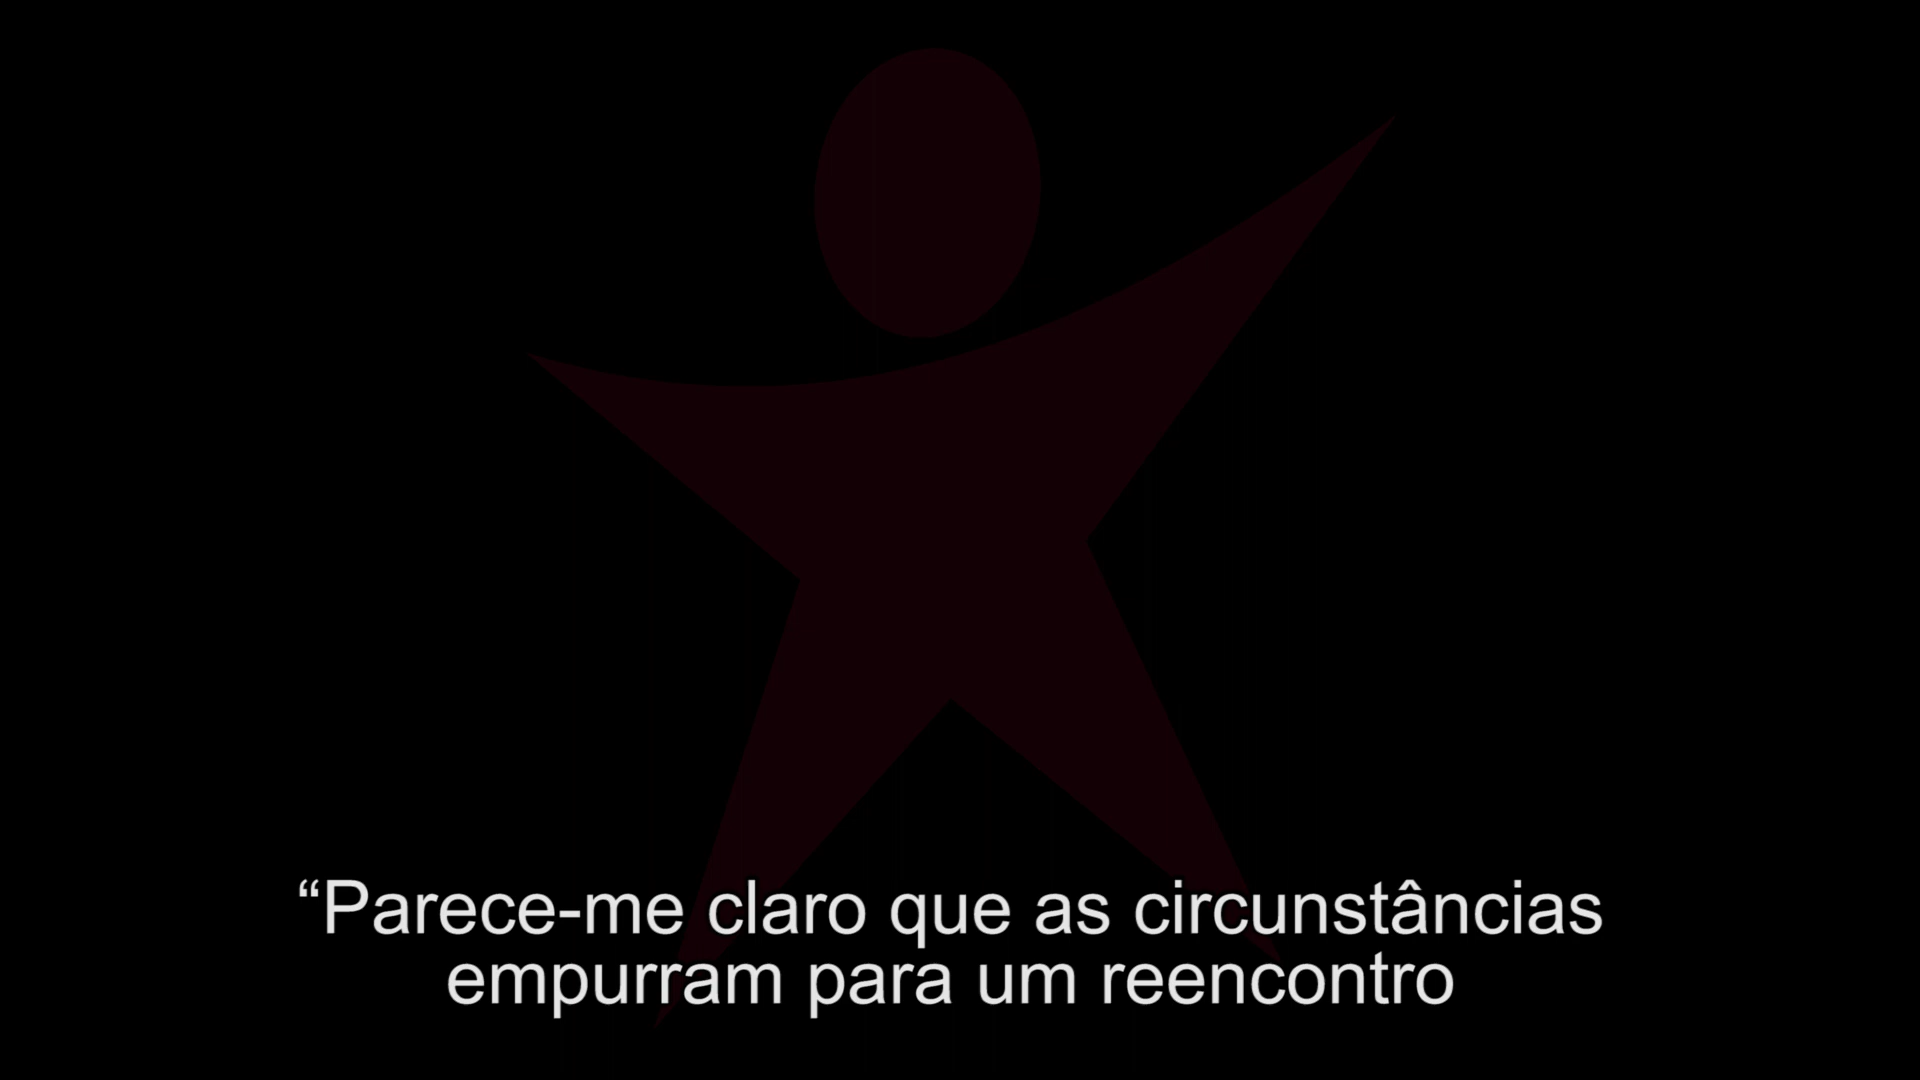 “Parece-me claro que as circunstâncias
empurram para um reencontro